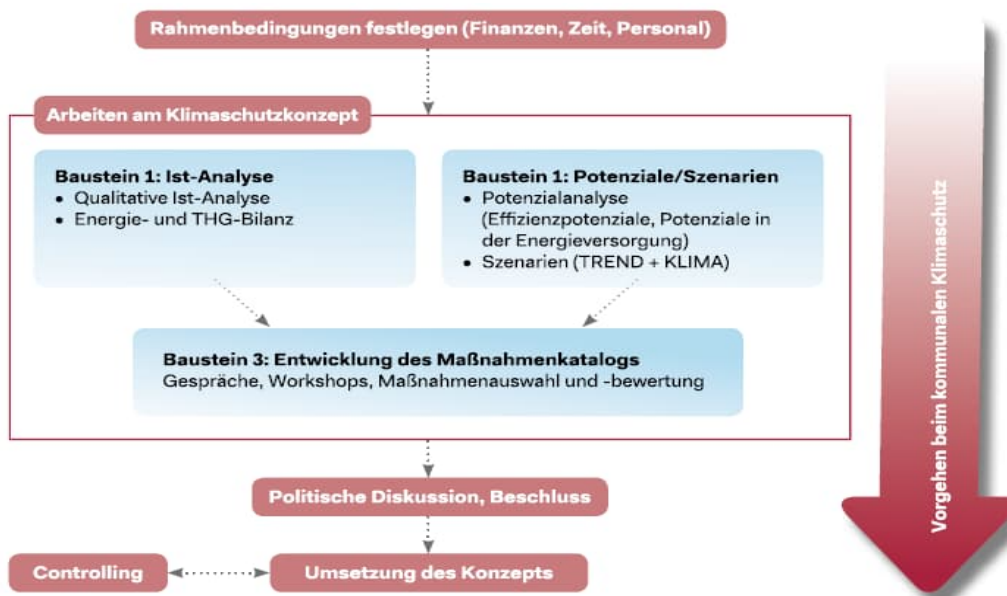 Rahmenbedingungen festlegen (Finanzen, Zeit, Personal)
Arbeiten am Klimaschutzkonzept
Baustein 1: Ist-Analyse
• Qualitative Ist-Analyse
• Energie- und THG-Bilanz
Baustein 1: Potenziale/Szenarien
• Potenzialanalyse
(Effizienzpotenziale, Potenziale in
der Energieversorgung)
• Szenarien (TREND + KLIMA)
Baustein 3: Entwicklung des Maßnahmenkatalogs
Gespräche, Workshops, Maßnahmenauswahl und -bewertung
Politische Diskussion, Beschluss
Controlling
Umsetzung des Konzepts
Vorgehen beim kommunalen Klimaschutz